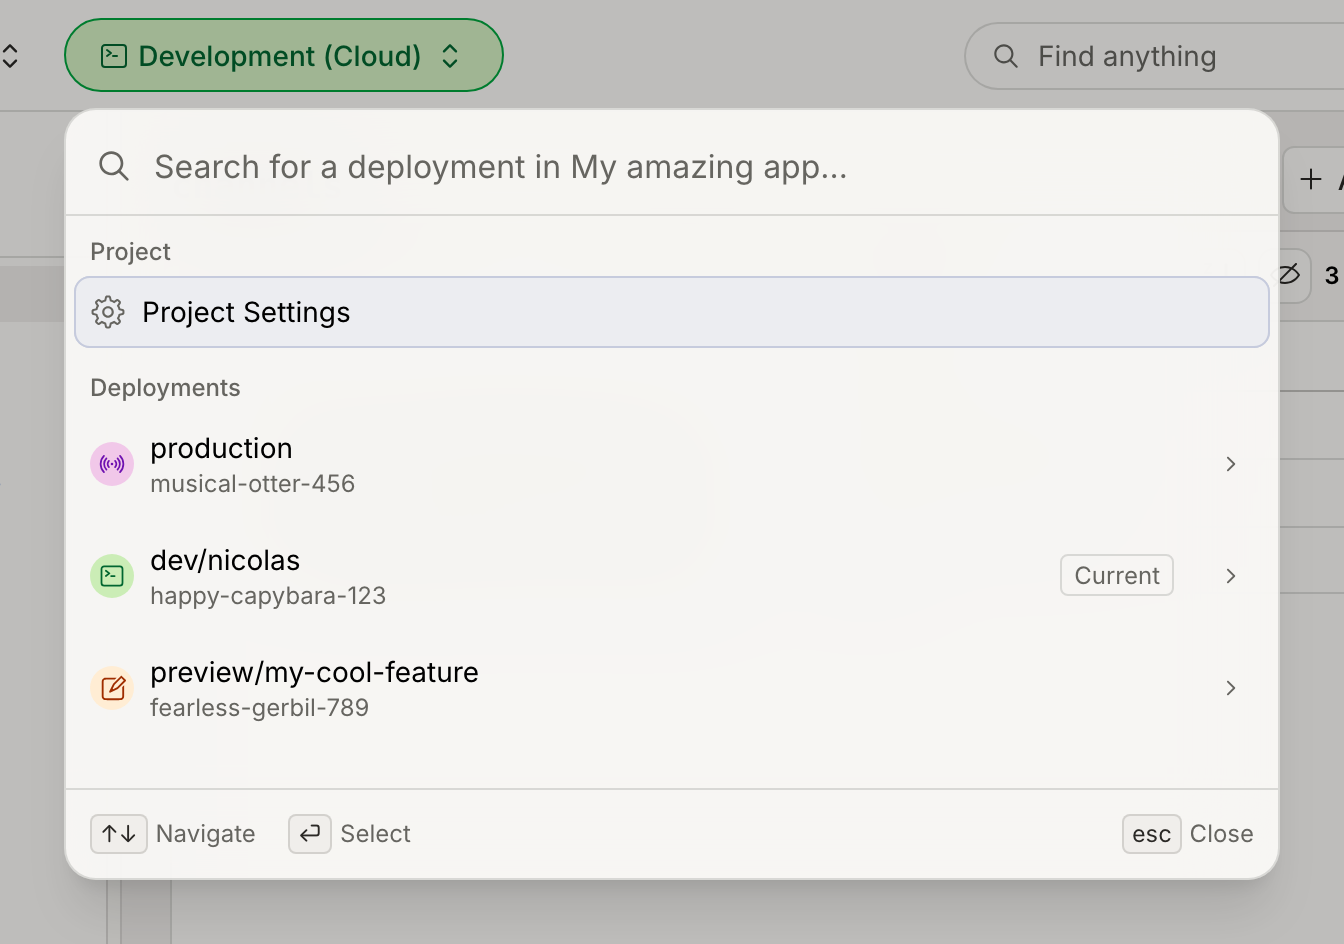 Development (Cloud)
Find anything
Search for a deployment in My amazing app...
Project
Project Settings
Deployments
production
musical-otter-456
dev/nicolas
happy-capybara-123
Current
preview/my-cool-feature
fearless-gerbil-789
↑↓ Navigate
Select
esc Close
3